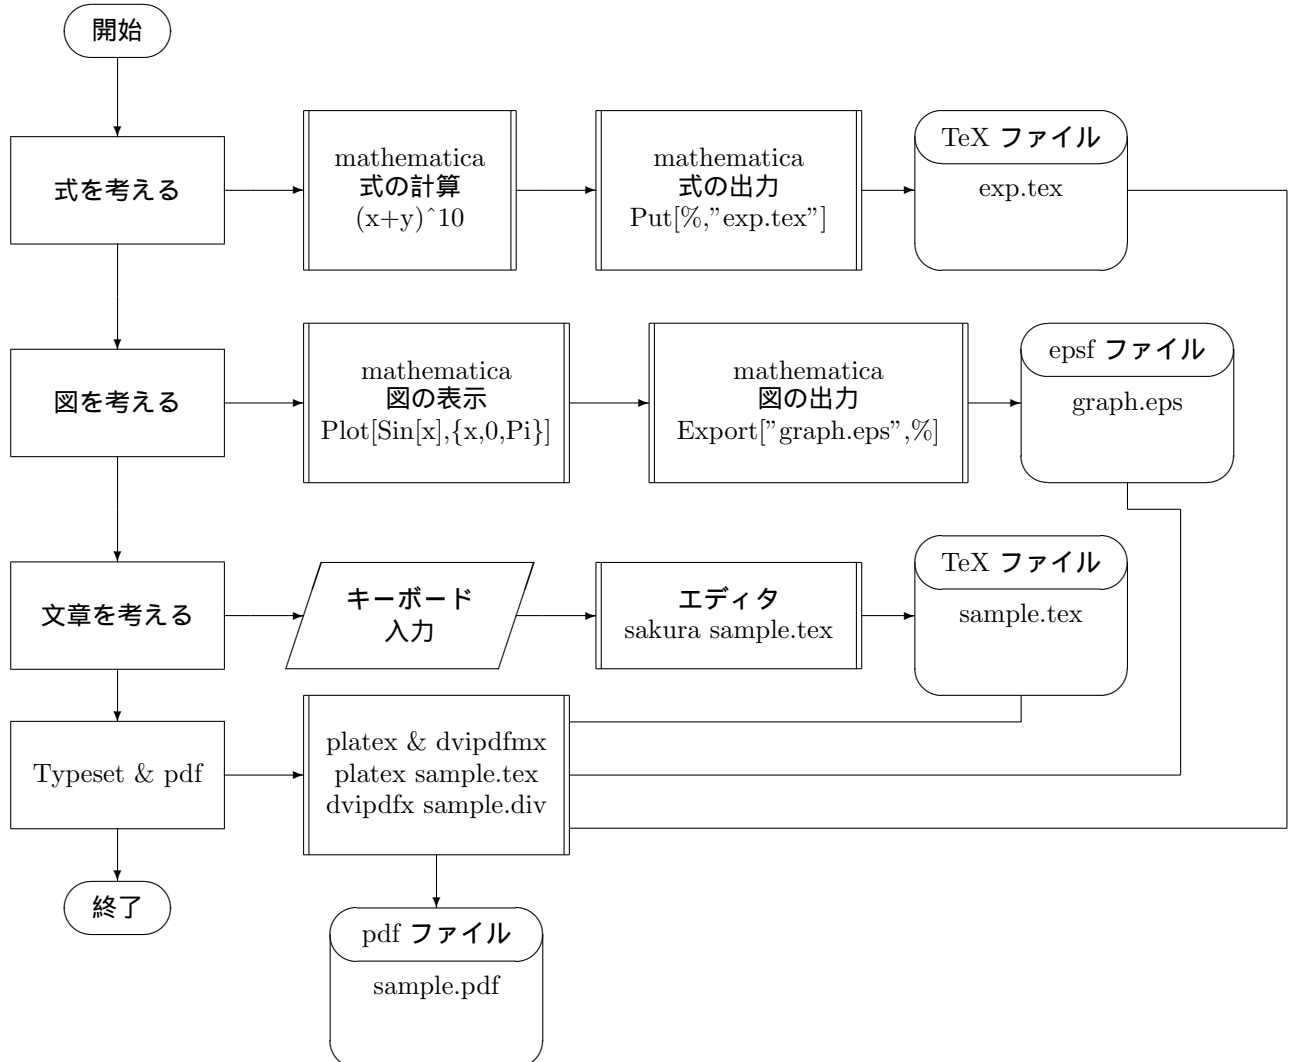 開始
式を考える
mathematica
式の計算
(x+y)^10
mathematica
式の出力
Put[%,”exp.tex”]
TeX ファイル
exp.tex
図を考える
mathematica
図の表示
Plot[Sin[x],{x,0,Pi}]
mathematica
図の出力
Export[”graph.eps”,%]
epsf ファイル
graph.eps
文章を考える
キーボード
入力
エディタ
sakura sample.tex
TeX ファイル
sample.tex
Typeset & pdf
platex & dvipdfmx
platex sample.tex
dvipdfx sample.div
終了
pdf ファイル
sample.pdf